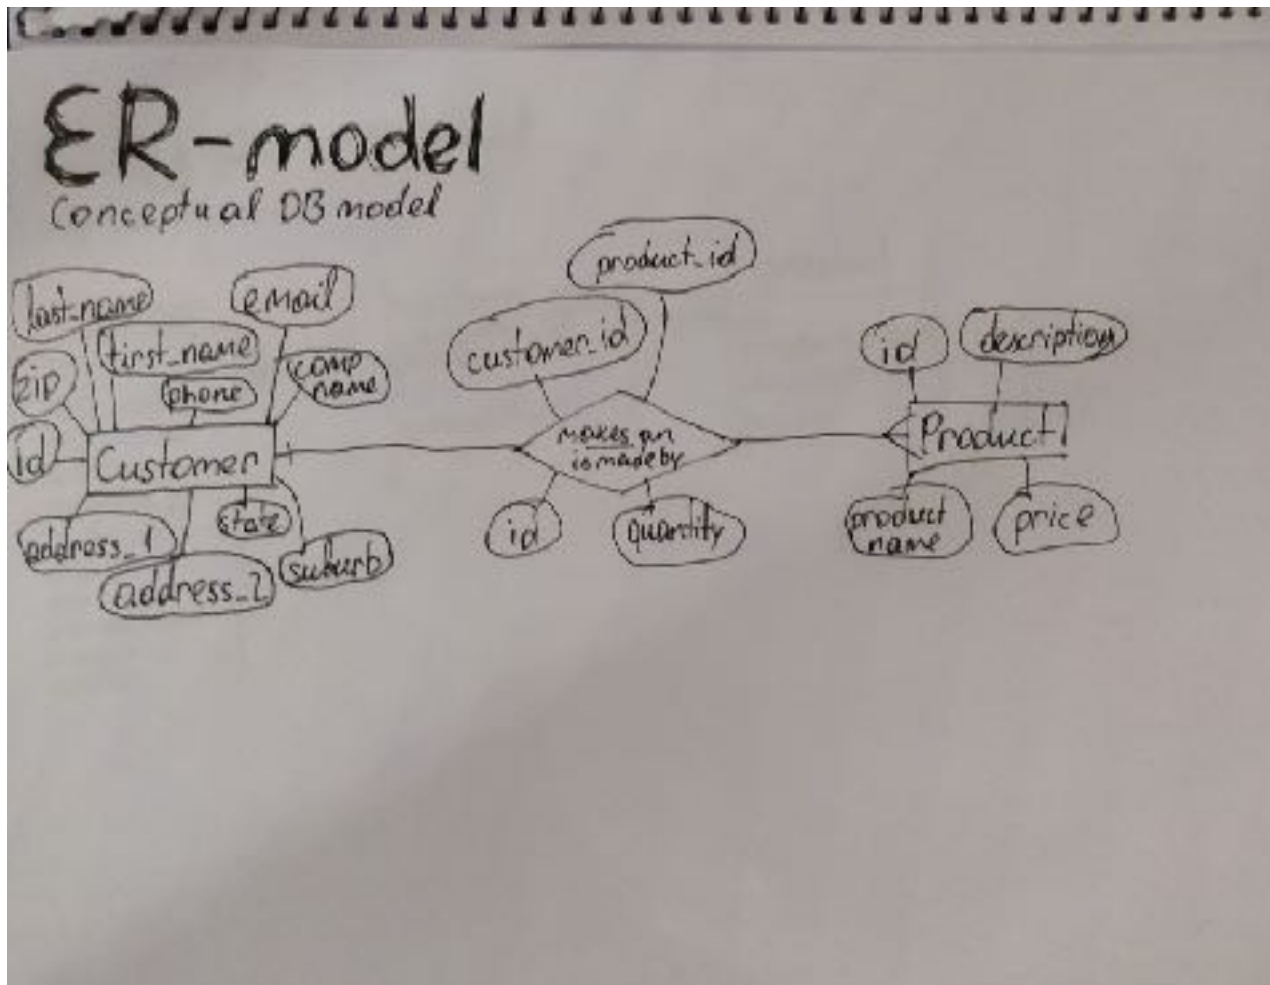 ER-model
Conceptual DB model
product_id
last_name
email
customer_id
first_name
id
description
zip
comp
name
phone
makes an
is made by
Product
id
Customer
state
product
name
price
address_1
id
quantity
suburb
address_2